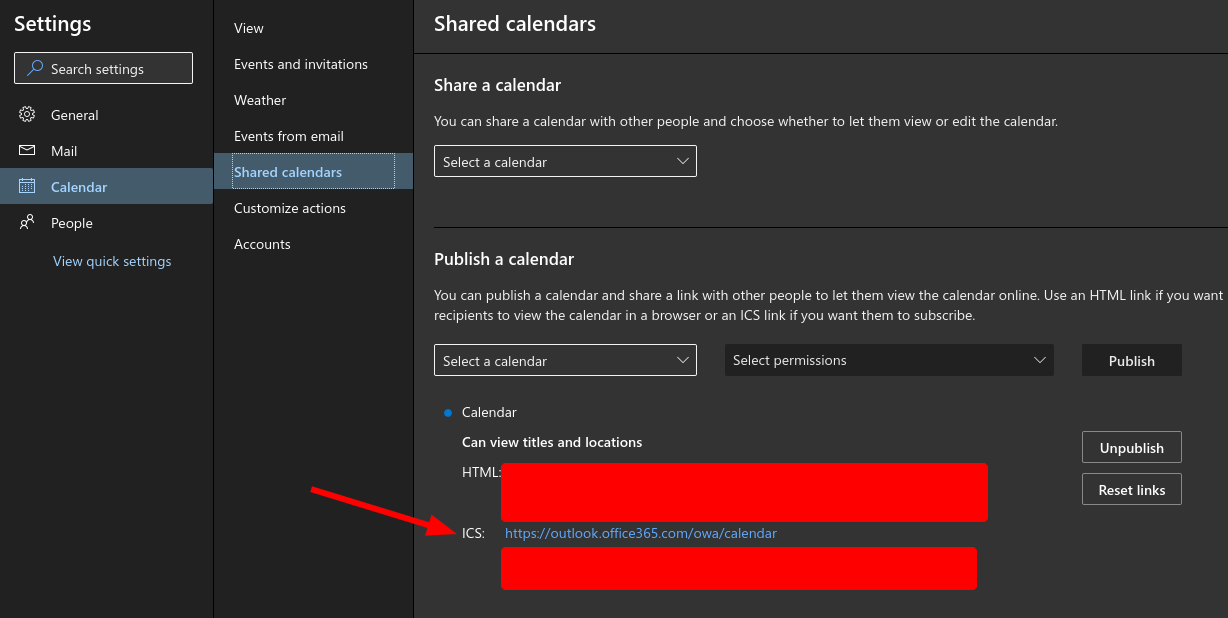 Settings
Search settings
General
Mail
Calendar
People
View quick settings
View
Events and invitations
Weather
Events from email
Shared calendars
Customize actions
Accounts
Shared calendars
Share a calendar
You can share a calendar with other people and choose whether to let them view or edit the calendar.
Select a calendar
Publish a calendar
You can publish a calendar and share a link with other people to let them view the calendar online. Use an HTML link if you want
recipients to view the calendar in a browser or an ICS link if you want them to subscribe.
Select a calendar
Select permissions
Publish
Calendar
Can view titles and locations
Unpublish
HTML:
Reset links
ICS: https://outlook.office365.com/owa/calendar